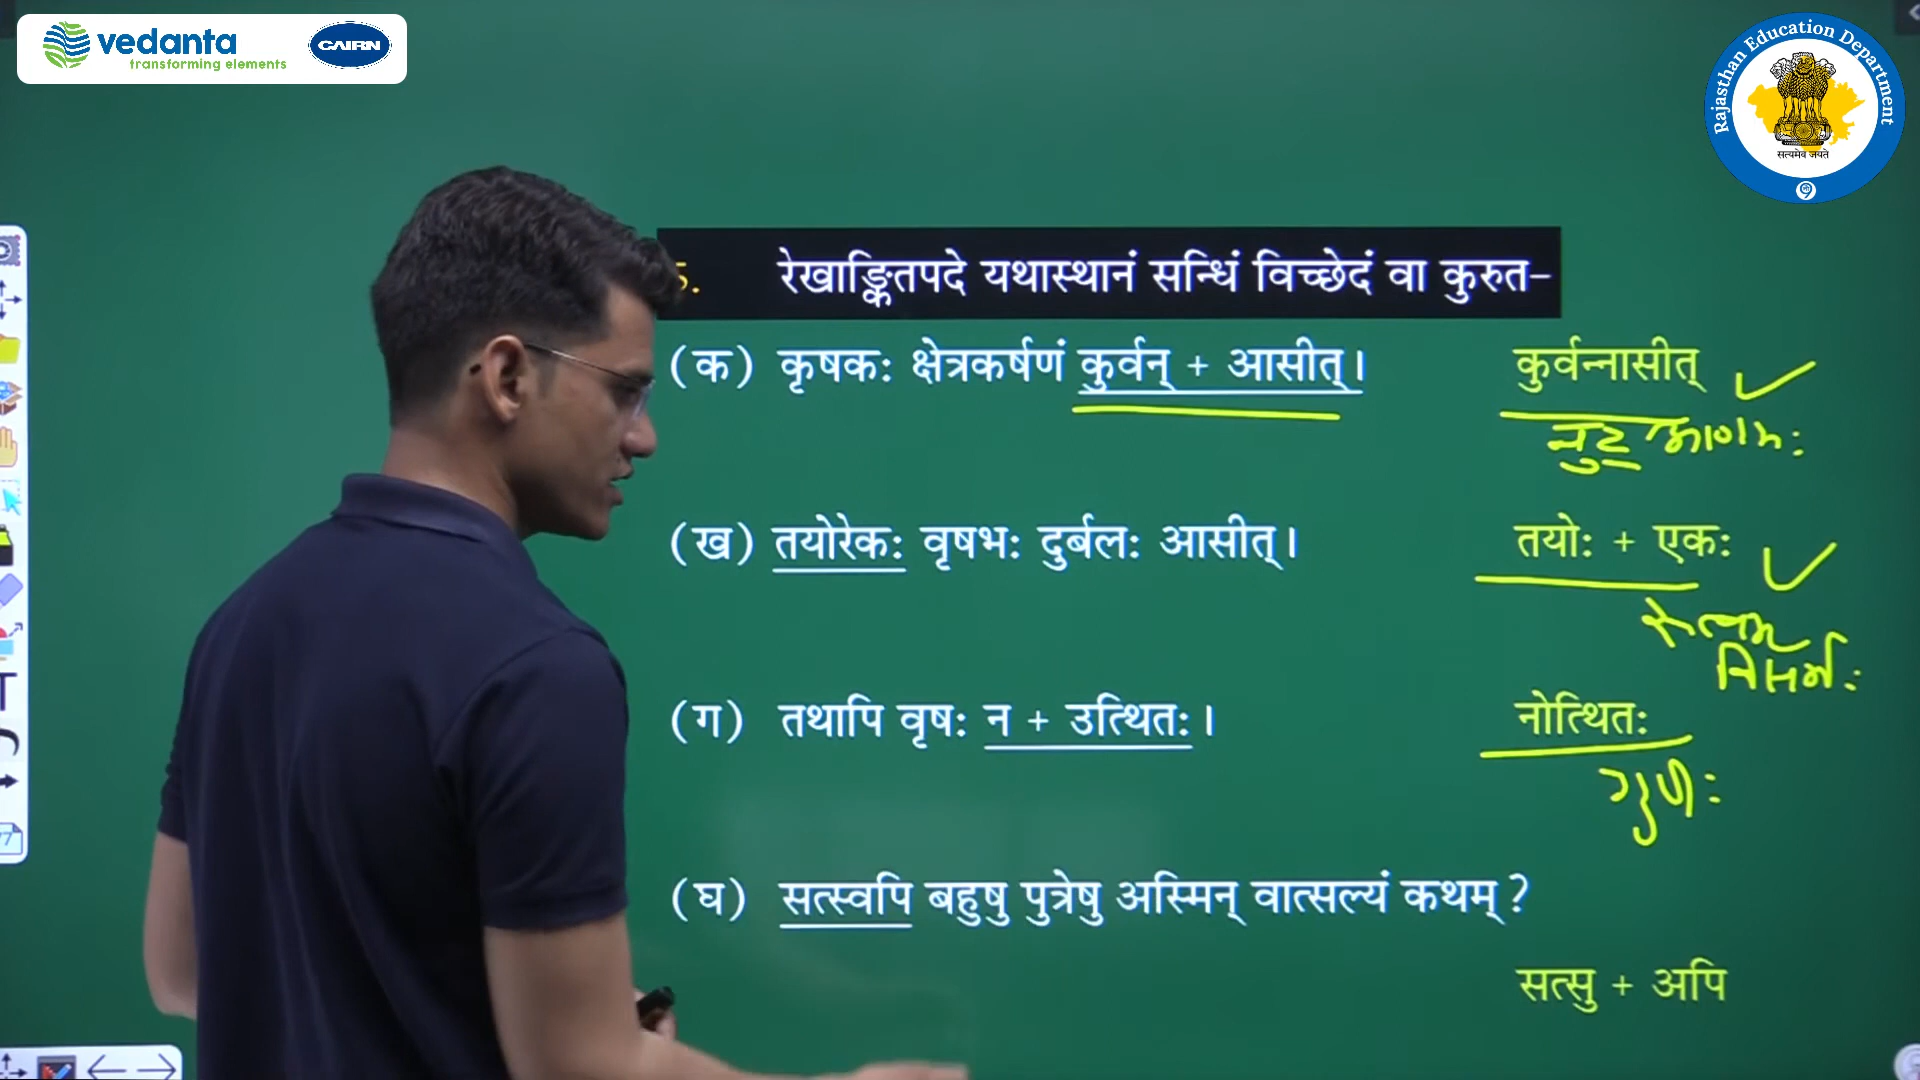 vedanta
transforming elements
CAIRN
Rajasthan Education Department
सत्यमेव जयते
5. रेखाङ्कितपदे यथास्थानं सन्धिं विच्छेदं वा कुरुत–
(क) कृषकः क्षेत्रकर्षणं कुर्वन् + आसीत्। कुर्वन्नासीत्
(ख) तयोरेकः वृषभः दुर्बलः आसीत्। तयोः + एकः
(ग) तथापि वृषः न + उत्थितः। नोत्थितः
गुणः
(घ) सत्स्वपि बहुषु पुत्रेषु अस्मिन् वात्सल्यं कथम्?
सत्सु + अपि